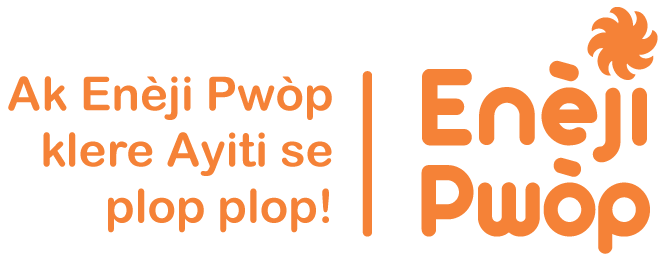 Ak Enèji Pwòp
klere Ayiti se
plop plop!
Enèji
Pwòp